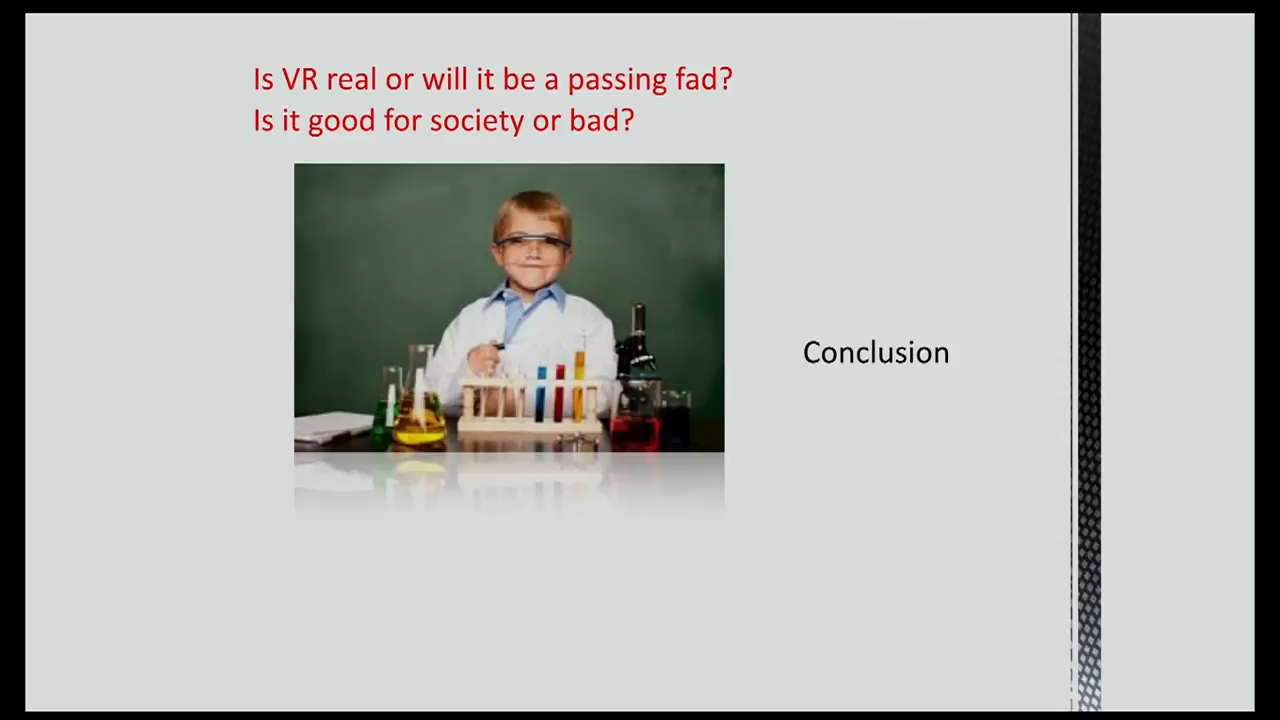 Is VR real or will it be a passing fad?
Is it good for society or bad?
Conclusion